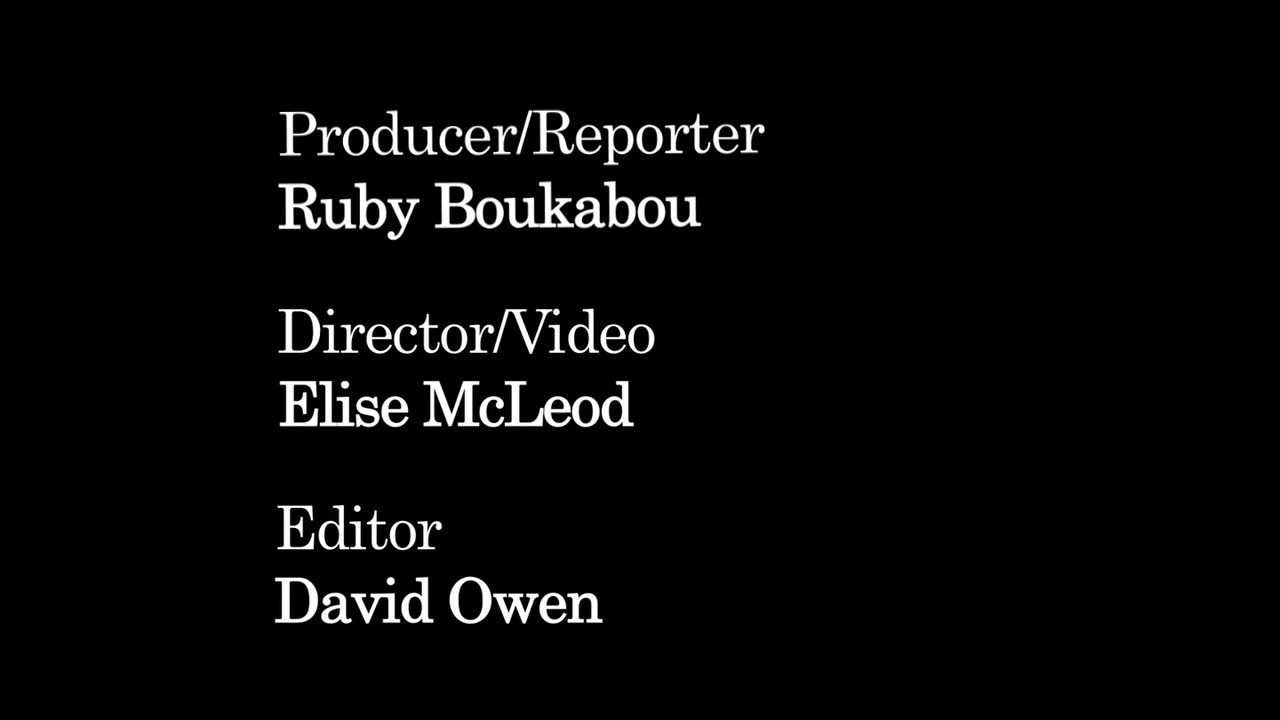 Producer/Reporter
Ruby Boukabou
Director/Video
Elise McLeod
Editor
David Owen